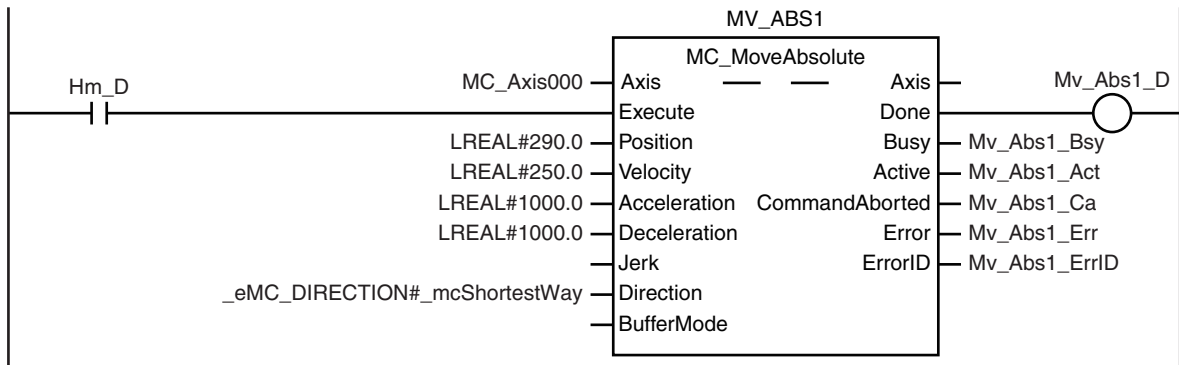 MV_ABS1
MC_MoveAbsolute
Hm_D
MC_Axis000 Axis Axis Mv_Abs1_D
Execute Done
LREAL#290.0 Position Busy Mv_Abs1_Bsy
LREAL#250.0 Velocity Active Mv_Abs1_Act
LREAL#1000.0 Acceleration CommandAborted Mv_Abs1_Ca
LREAL#1000.0 Deceleration Error Mv_Abs1_Err
Jerk ErrorID Mv_Abs1_ErrID
_eMC_DIRECTION#_mcShortestWay Direction
BufferMode